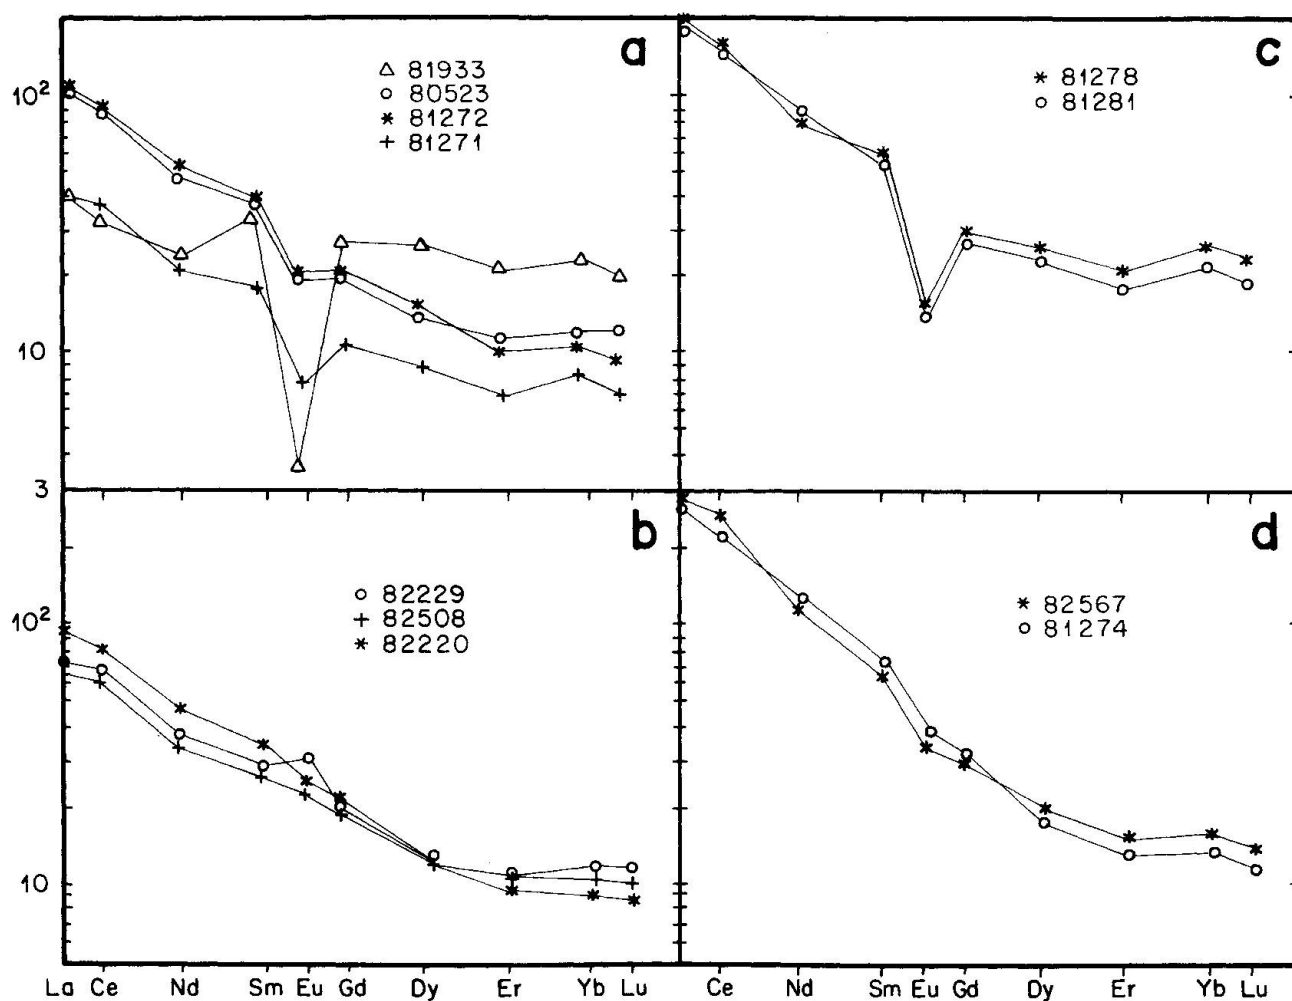 a
△ 81933
○ 80523
* 81272
+ 81271
10²
10
3
c
* 81278
○ 81281
b
○ 82229
+ 82508
* 82220
10²
10
d
* 82567
○ 81274
La Ce Nd Sm Eu Gd Dy Er Yb Lu
Ce Nd Sm Eu Gd Dy Er Yb Lu